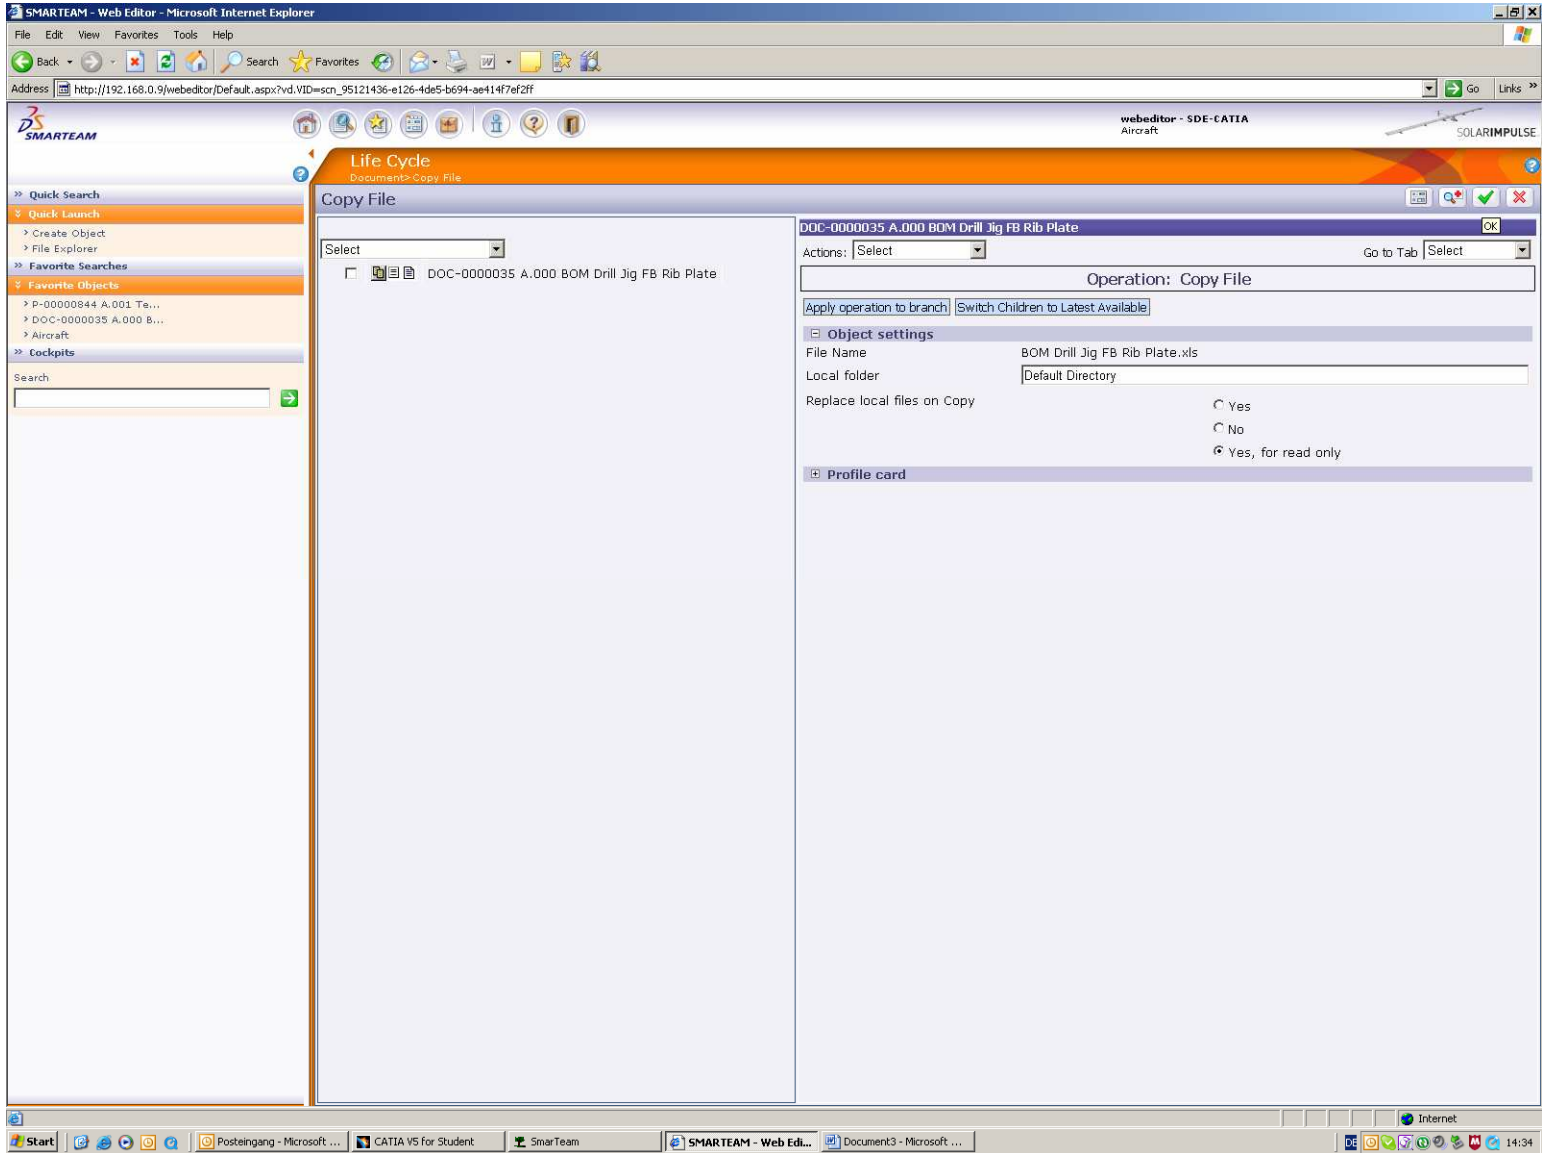 SMARTEAM - Web Editor - Microsoft Internet Explorer
File Edit View Favorites Tools Help
Back Search Favorites
Address http://192.168.0.9/webeditor/Default.aspx?vd.VID=scn_95121436-e126-4de5-b694-ae414f7ef2ff Go Links »
SMARTEAM
webeditor - SDE-CATIA
Aircraft
SOLARIMPULSE
Life Cycle
Document>Copy File
» Quick Search
Quick Launch
> Create Object
> File Explorer
» Favorite Searches
Favorite Objects
> P-00000844 A.001 Te...
> DOC-0000035 A.000 B...
> Aircraft
» Cockpits
Search
Copy File
Select
DOC-0000035 A.000 BOM Drill Jig FB Rib Plate
DOC-0000035 A.000 BOM Drill Jig FB Rib Plate
OK
Actions: Select Go to Tab Select
Operation: Copy File
Apply operation to branch Switch Children to Latest Available
Object settings
File Name BOM Drill Jig FB Rib Plate.xls
Local folder Default Directory
Replace local files on Copy
Yes
No
Yes, for read only
Profile card
Internet
Start Posteingang - Microsoft ... CATIA V5 for Student SmarTeam SMARTEAM - Web Edi... Document3 - Microsoft ... DE 14:34